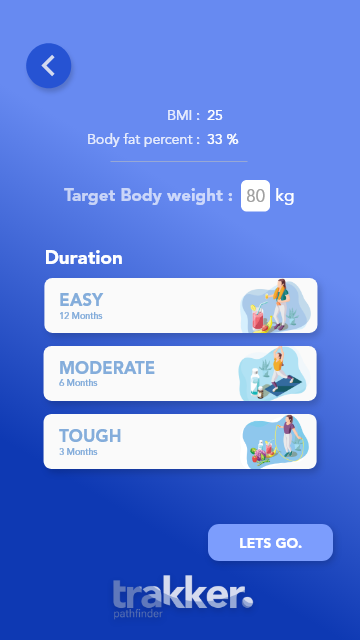 BMI : 25
Body fat percent : 33 %
Target Body weight : 80 kg
Duration
EASY
12 Months
MODERATE
6 Months
TOUGH
3 Months
LETS GO.
trakker.
pathfinder